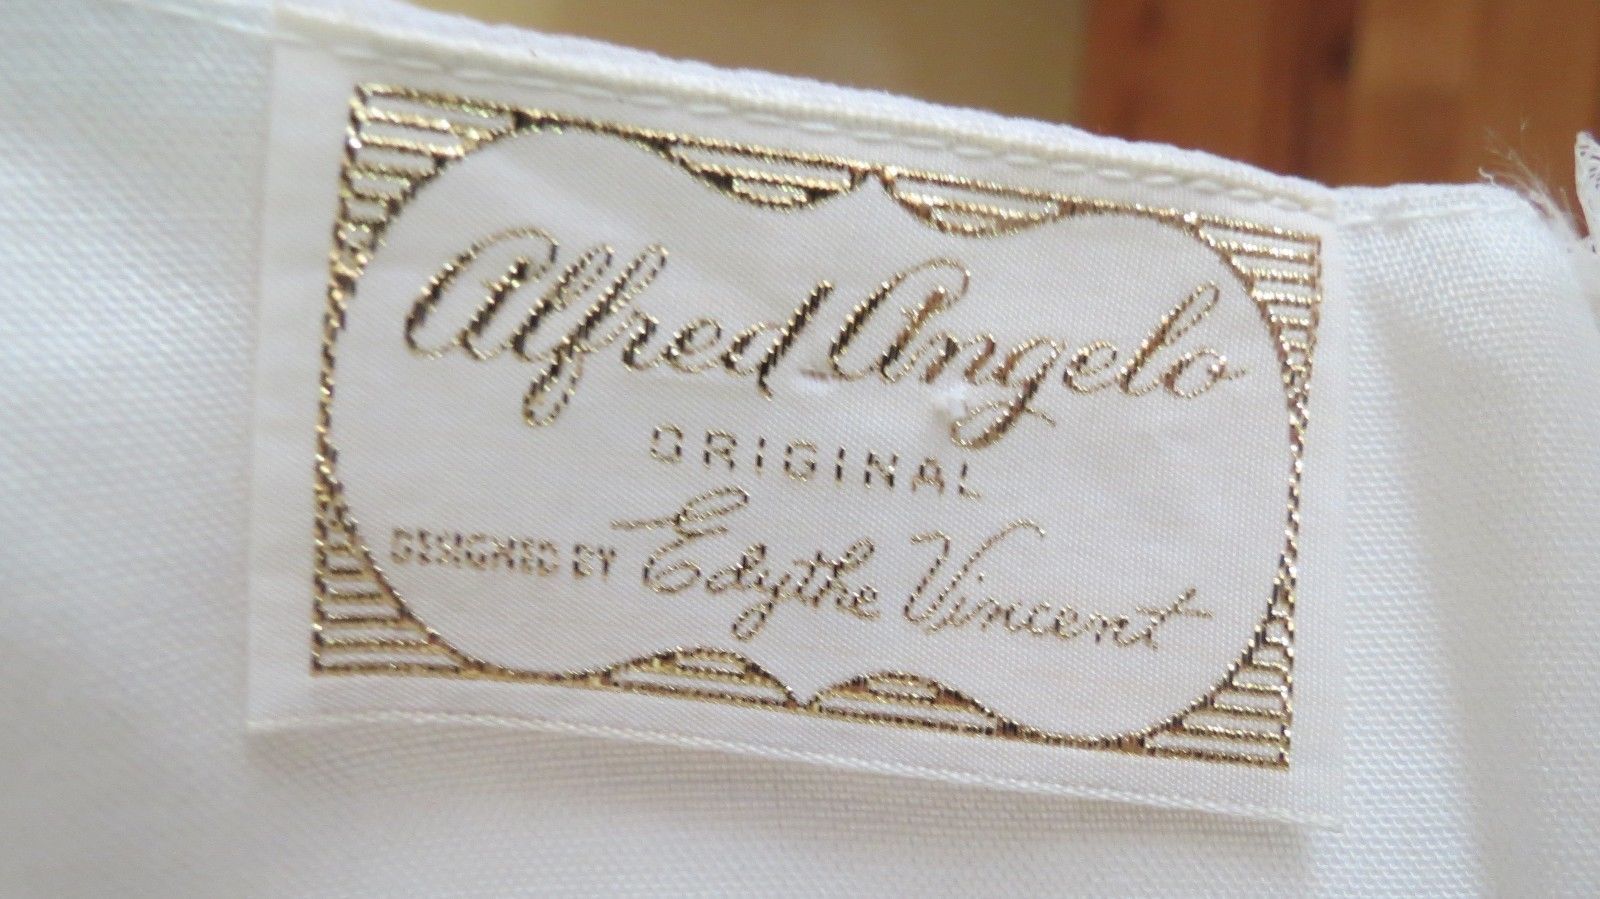 Alfred Angelo
ORIGINAL
DESIGNED BY Edythe Vincent